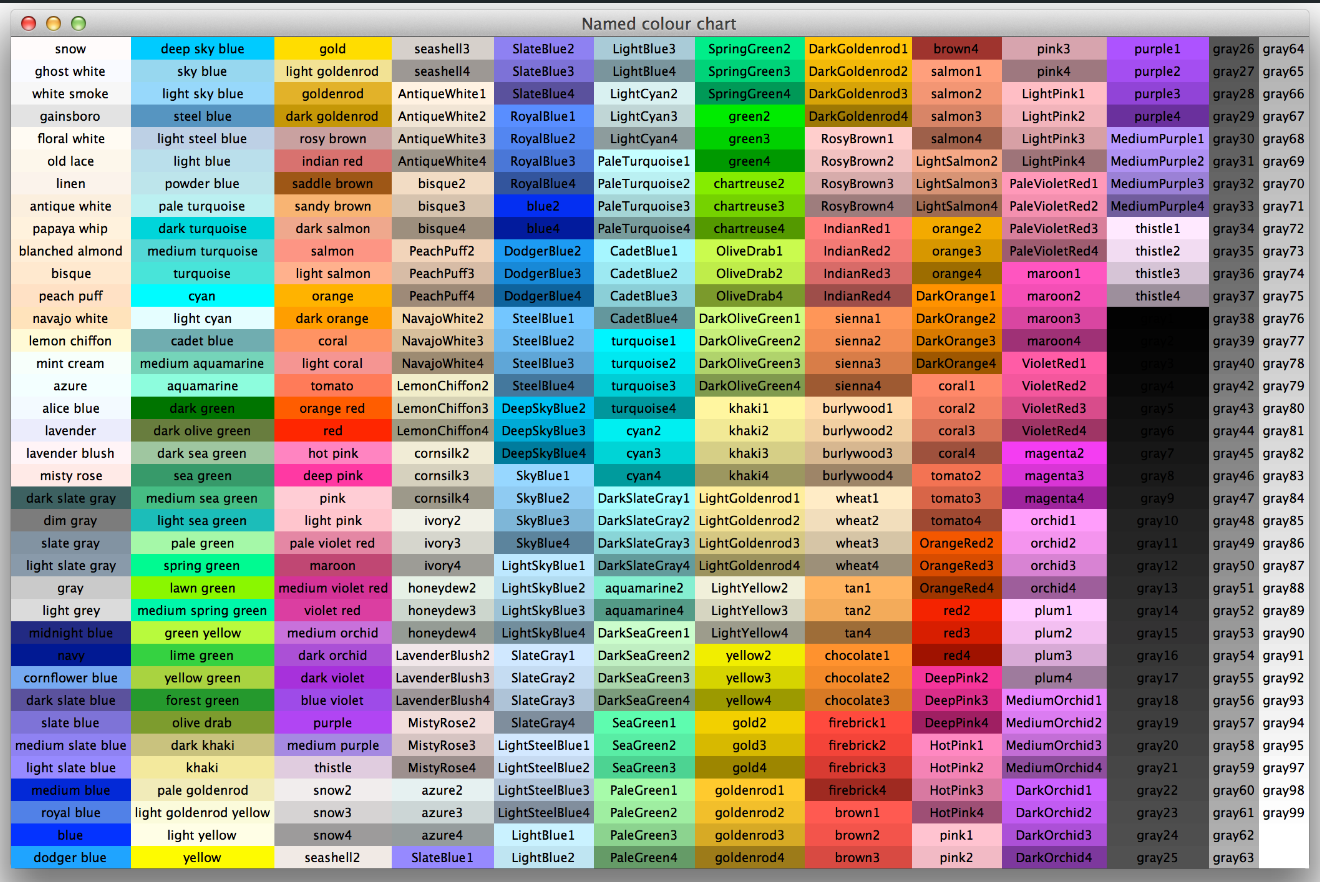 Named colour chart
snow
ghost white
white smoke
gainsboro
floral white
old lace
linen
antique white
papaya whip
blanched almond
bisque
peach puff
navajo white
lemon chiffon
mint cream
azure
alice blue
lavender
lavender blush
misty rose
dark slate gray
dim gray
slate gray
light slate gray
gray
light grey
midnight blue
navy
cornflower blue
dark slate blue
slate blue
medium slate blue
light slate blue
medium blue
royal blue
blue
dodger blue
deep sky blue
sky blue
light sky blue
steel blue
light steel blue
light blue
powder blue
pale turquoise
dark turquoise
medium turquoise
turquoise
cyan
light cyan
cadet blue
medium aquamarine
aquamarine
dark green
dark olive green
dark sea green
sea green
medium sea green
light sea green
pale green
spring green
lawn green
medium spring green
green yellow
lime green
yellow green
forest green
olive drab
dark khaki
khaki
pale goldenrod
light goldenrod yellow
light yellow
yellow
gold
light goldenrod
goldenrod
dark goldenrod
rosy brown
indian red
saddle brown
sandy brown
dark salmon
salmon
light salmon
orange
dark orange
coral
light coral
tomato
orange red
red
hot pink
deep pink
pink
light pink
pale violet red
maroon
medium violet red
violet red
medium orchid
dark orchid
dark violet
blue violet
purple
medium purple
thistle
snow2
snow3
snow4
seashell2
seashell3
seashell4
AntiqueWhite1
AntiqueWhite2
AntiqueWhite3
AntiqueWhite4
bisque2
bisque3
bisque4
PeachPuff2
PeachPuff3
PeachPuff4
NavajoWhite2
NavajoWhite3
NavajoWhite4
LemonChiffon2
LemonChiffon3
LemonChiffon4
cornsilk2
cornsilk3
cornsilk4
ivory2
ivory3
ivory4
honeydew2
honeydew3
honeydew4
LavenderBlush2
LavenderBlush3
LavenderBlush4
MistyRose2
MistyRose3
MistyRose4
azure2
azure3
azure4
SlateBlue1
SlateBlue2
SlateBlue3
SlateBlue4
RoyalBlue1
RoyalBlue2
RoyalBlue3
RoyalBlue4
blue2
blue4
DodgerBlue2
DodgerBlue3
DodgerBlue4
SteelBlue1
SteelBlue2
SteelBlue3
SteelBlue4
DeepSkyBlue2
DeepSkyBlue3
DeepSkyBlue4
SkyBlue1
SkyBlue2
SkyBlue3
SkyBlue4
LightSkyBlue1
LightSkyBlue2
LightSkyBlue3
LightSkyBlue4
SlateGray1
SlateGray2
SlateGray3
SlateGray4
LightSteelBlue1
LightSteelBlue2
LightSteelBlue3
LightSteelBlue4
LightBlue1
LightBlue2
LightBlue3
LightBlue4
LightCyan2
LightCyan3
LightCyan4
PaleTurquoise1
PaleTurquoise2
PaleTurquoise3
PaleTurquoise4
CadetBlue1
CadetBlue2
CadetBlue3
CadetBlue4
turquoise1
turquoise2
turquoise3
turquoise4
cyan2
cyan3
cyan4
DarkSlateGray1
DarkSlateGray2
DarkSlateGray3
DarkSlateGray4
aquamarine2
aquamarine4
DarkSeaGreen1
DarkSeaGreen2
DarkSeaGreen3
DarkSeaGreen4
SeaGreen1
SeaGreen2
SeaGreen3
PaleGreen1
PaleGreen2
PaleGreen3
PaleGreen4
SpringGreen2
SpringGreen3
SpringGreen4
green2
green3
green4
chartreuse2
chartreuse3
chartreuse4
OliveDrab1
OliveDrab2
OliveDrab4
DarkOliveGreen1
DarkOliveGreen2
DarkOliveGreen3
DarkOliveGreen4
khaki1
khaki2
khaki3
khaki4
LightGoldenrod1
LightGoldenrod2
LightGoldenrod3
LightGoldenrod4
LightYellow2
LightYellow3
LightYellow4
yellow2
yellow3
yellow4
gold2
gold3
gold4
goldenrod1
goldenrod2
goldenrod3
goldenrod4
DarkGoldenrod1
DarkGoldenrod2
DarkGoldenrod3
DarkGoldenrod4
RosyBrown1
RosyBrown2
RosyBrown3
RosyBrown4
IndianRed1
IndianRed2
IndianRed3
IndianRed4
sienna1
sienna2
sienna3
sienna4
burlywood1
burlywood2
burlywood3
burlywood4
wheat1
wheat2
wheat3
wheat4
tan1
tan2
tan4
chocolate1
chocolate2
chocolate3
firebrick1
firebrick2
firebrick3
firebrick4
brown1
brown2
brown3
brown4
salmon1
salmon2
salmon3
salmon4
LightSalmon2
LightSalmon3
LightSalmon4
orange2
orange3
orange4
DarkOrange1
DarkOrange2
DarkOrange3
DarkOrange4
coral1
coral2
coral3
coral4
tomato2
tomato3
tomato4
OrangeRed2
OrangeRed3
OrangeRed4
red2
red3
red4
DeepPink2
DeepPink3
DeepPink4
HotPink1
HotPink2
HotPink3
HotPink4
pink1
pink2
pink3
pink4
LightPink1
LightPink2
LightPink3
LightPink4
PaleVioletRed1
PaleVioletRed2
PaleVioletRed3
PaleVioletRed4
maroon1
maroon2
maroon3
maroon4
VioletRed1
VioletRed2
VioletRed3
VioletRed4
magenta2
magenta3
magenta4
orchid1
orchid2
orchid3
orchid4
plum1
plum2
plum3
plum4
MediumOrchid1
MediumOrchid2
MediumOrchid3
MediumOrchid4
DarkOrchid1
DarkOrchid2
DarkOrchid3
DarkOrchid4
purple1
purple2
purple3
purple4
MediumPurple1
MediumPurple2
MediumPurple3
MediumPurple4
thistle1
thistle2
thistle3
thistle4
gray2
gray3
gray4
gray5
gray6
gray7
gray8
gray9
gray10
gray11
gray12
gray13
gray14
gray15
gray16
gray17
gray18
gray19
gray20
gray21
gray22
gray23
gray24
gray25
gray26
gray27
gray28
gray29
gray30
gray31
gray32
gray33
gray34
gray35
gray36
gray37
gray38
gray39
gray40
gray42
gray43
gray44
gray45
gray46
gray47
gray48
gray49
gray50
gray51
gray52
gray53
gray54
gray55
gray56
gray57
gray58
gray59
gray60
gray61
gray62
gray63
gray64
gray65
gray66
gray67
gray68
gray69
gray70
gray71
gray72
gray73
gray74
gray75
gray76
gray77
gray78
gray79
gray80
gray81
gray82
gray83
gray84
gray85
gray86
gray87
gray88
gray89
gray90
gray91
gray92
gray93
gray94
gray95
gray97
gray98
gray99